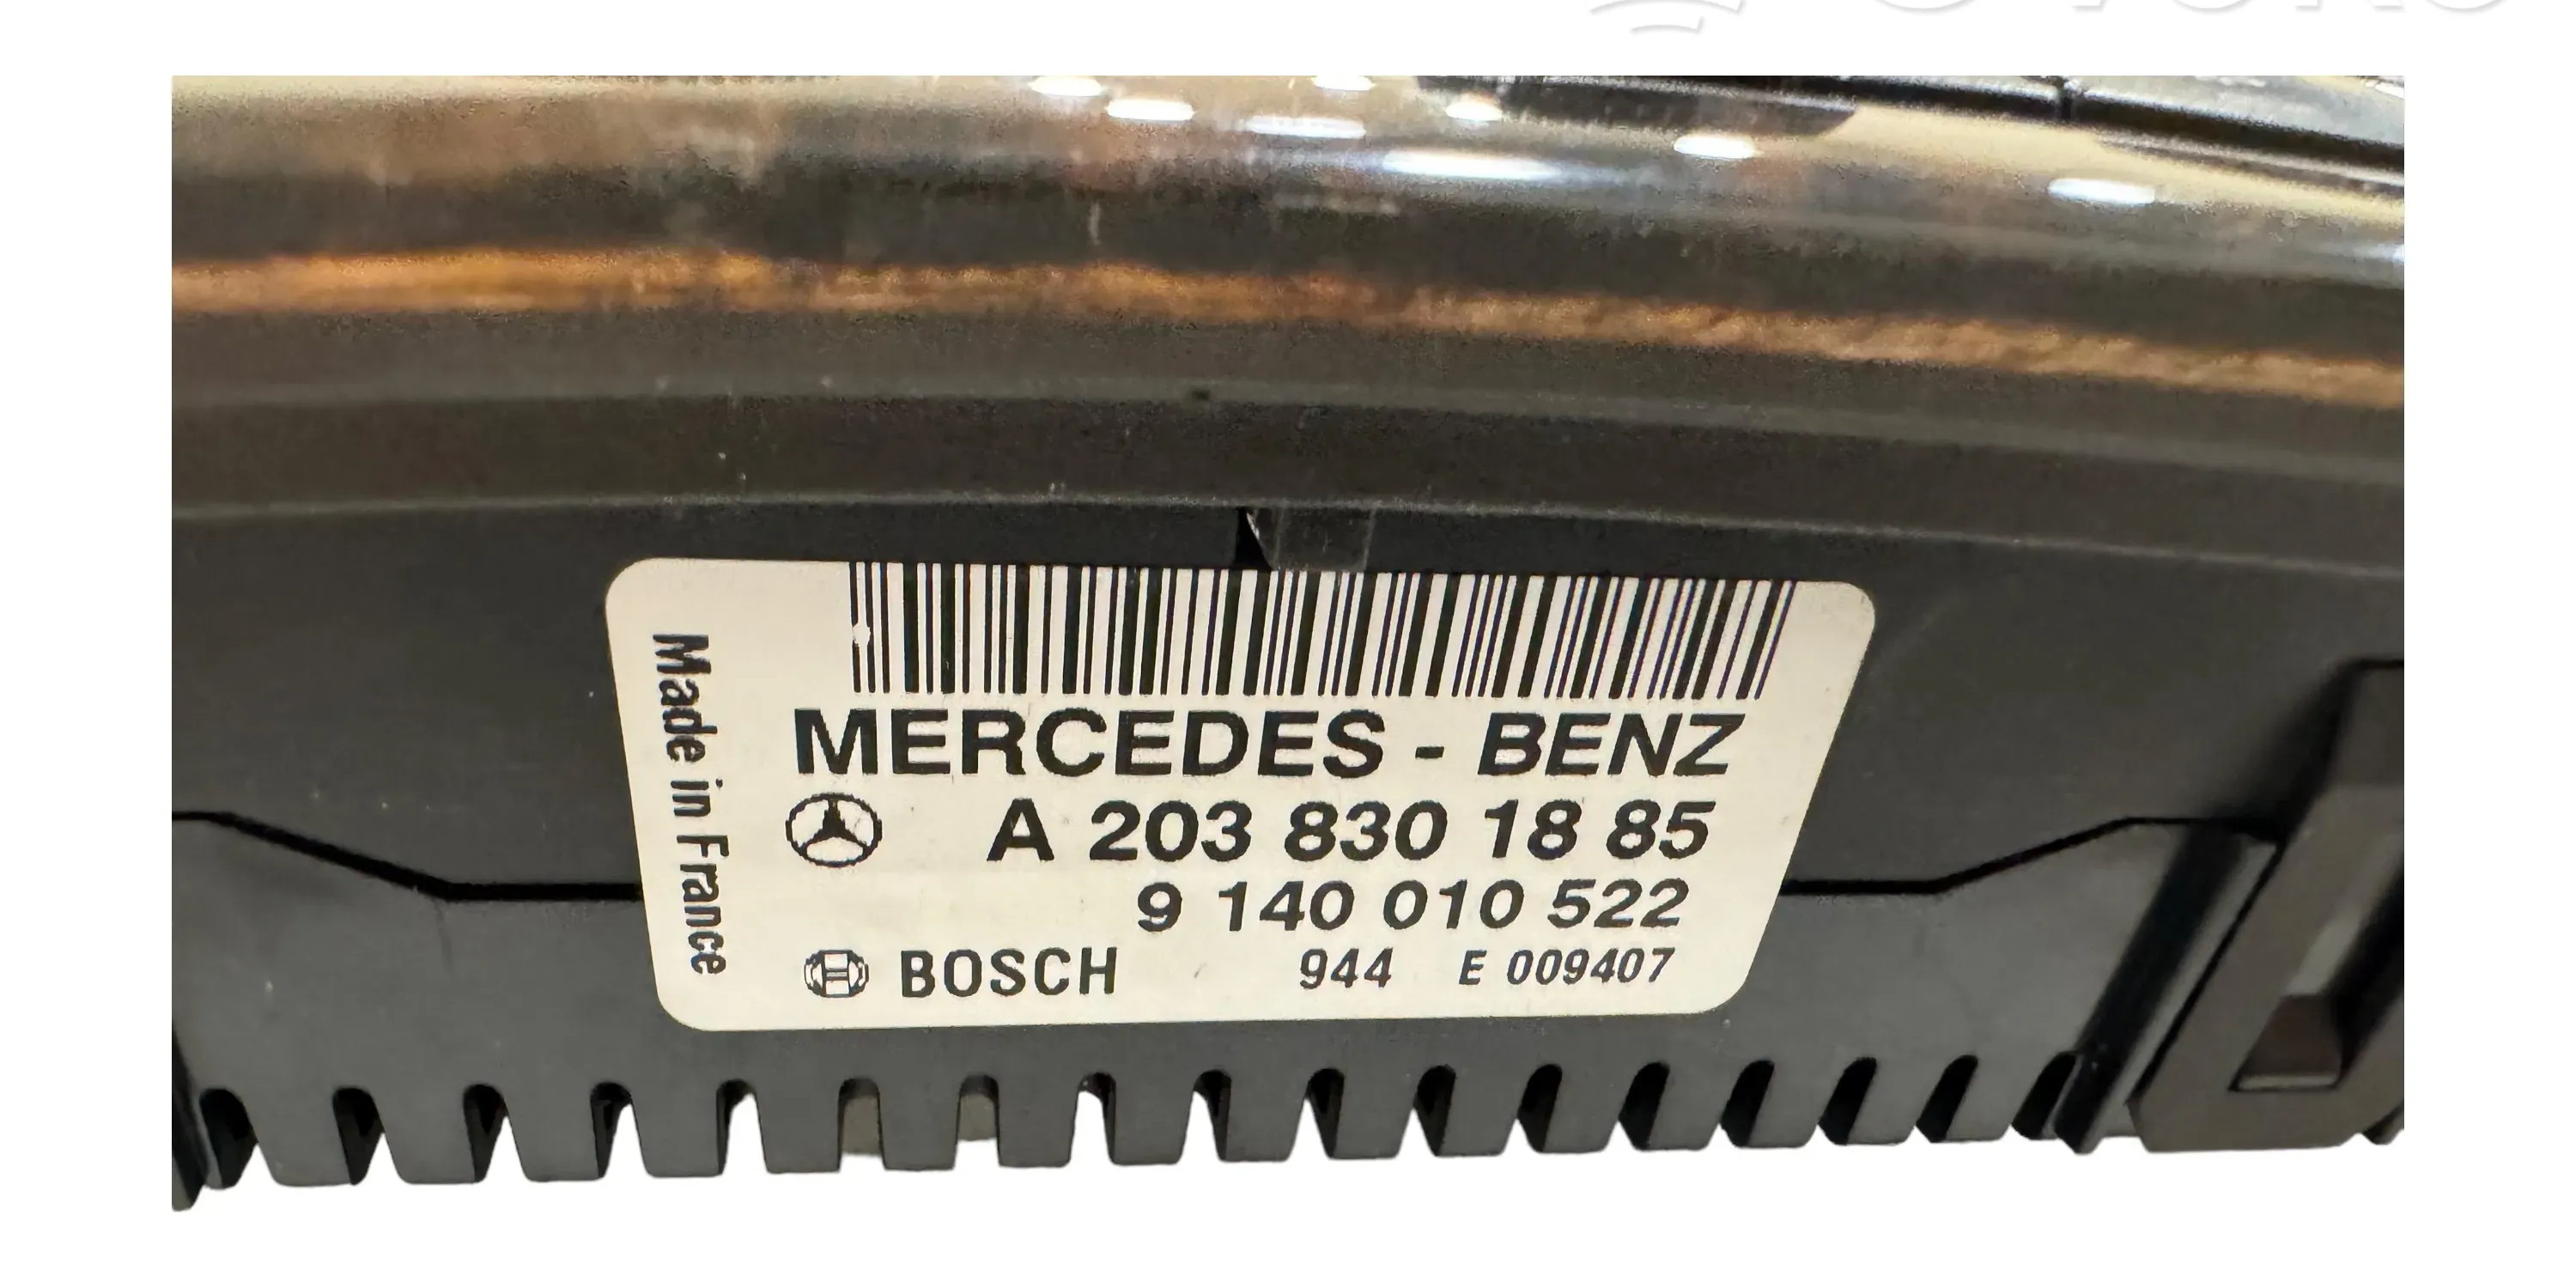 Made in France
MERCEDES - BENZ
A 203 830 18 85
9 140 010 522
BOSCH 944 E 009407